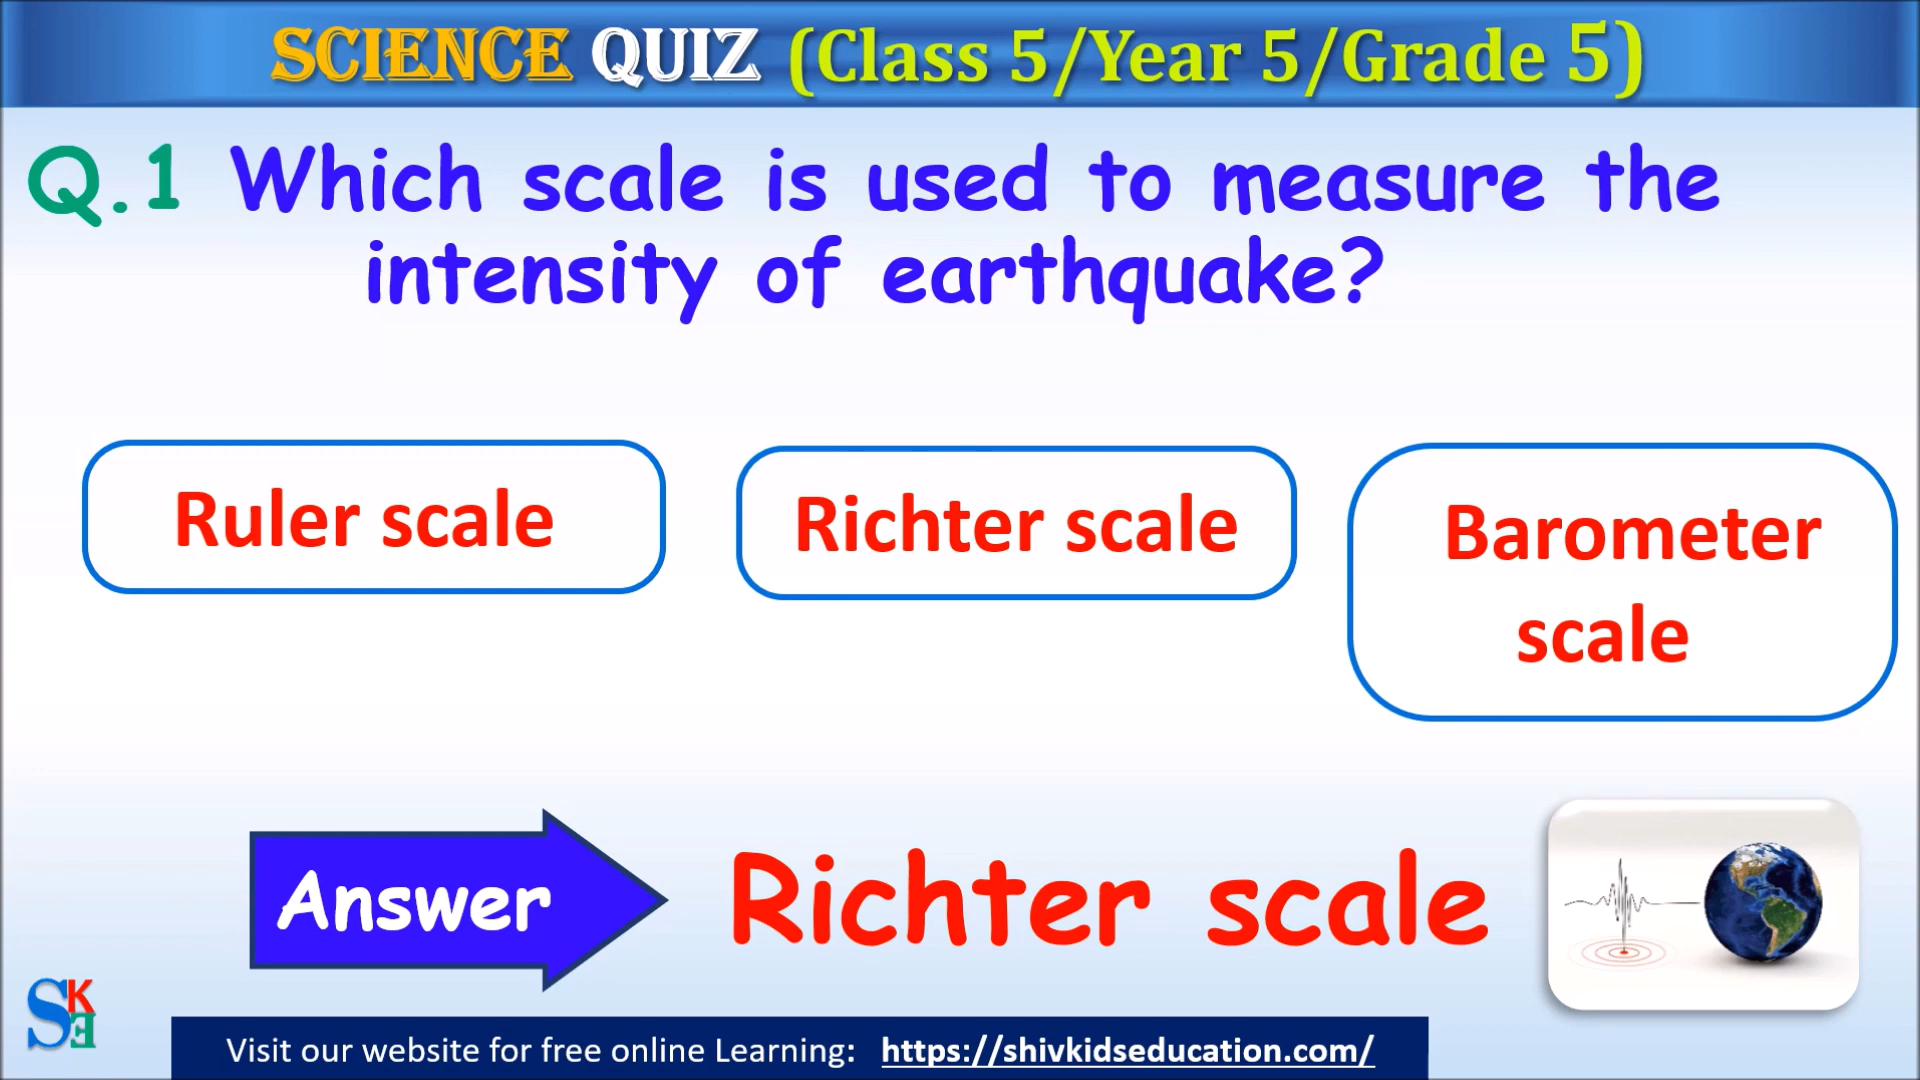 SCIENCE QUIZ (Class 5/Year 5/Grade 5)
Q.1 Which scale is used to measure the
intensity of earthquake?
Ruler scale
Richter scale
Barometer
scale
Answer
Richter scale
SKE
Visit our website for free online Learning: https://shivkidseducation.com/